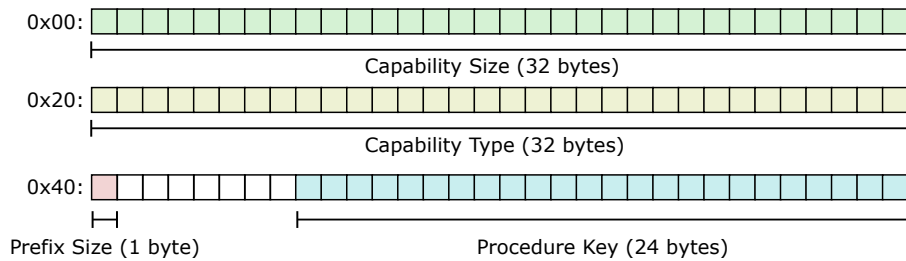 0x00:
Capability Size (32 bytes)
0x20:
Capability Type (32 bytes)
0x40:
Prefix Size (1 byte) Procedure Key (24 bytes)